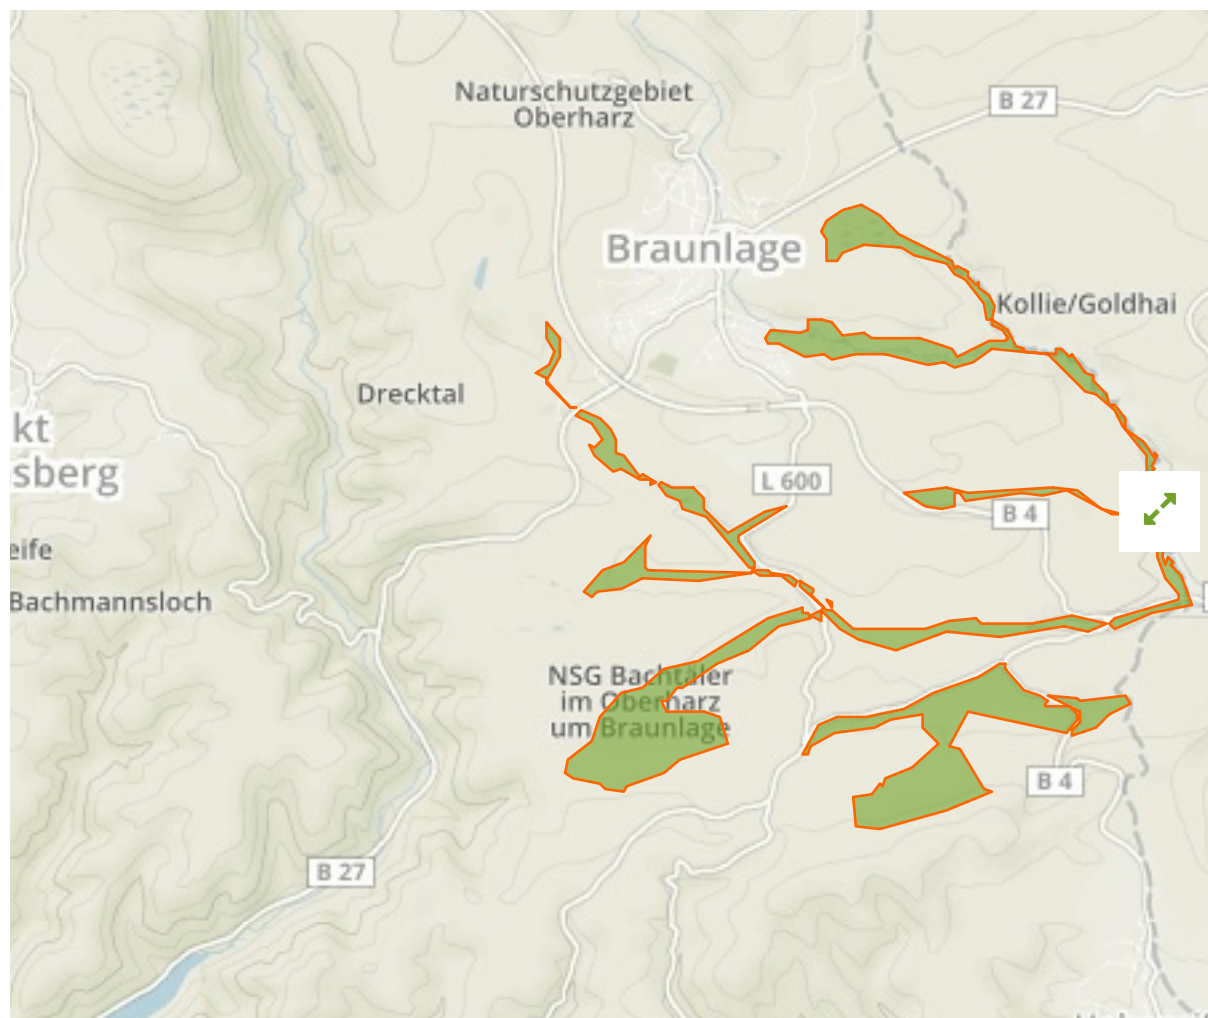 Naturschutzgebiet
Oberharz
B 27
Braunlage
Kollie/Goldhai
Drecktal
kt
sberg
L 600
B 4
eife
Bachmannsloch
NSG Bachtäler
im Oberharz
um Braunlage
B 4
B 27